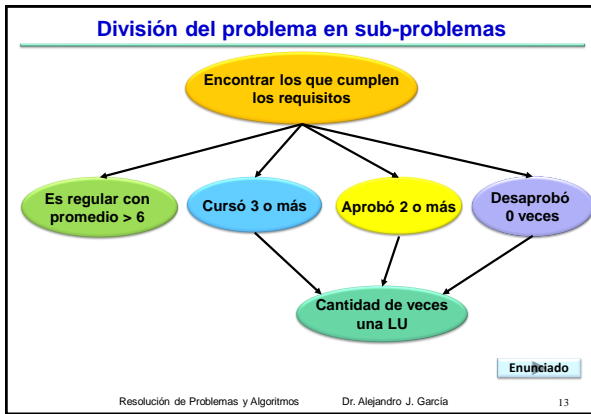 División del problema en sub-problemas
Encontrar los que cumplen
los requisitos
Es regular con
promedio > 6
Cursó 3 o más
Aprobó 2 o más
Desaprobó
0 veces
Cantidad de veces
una LU
Enunciado
Resolución de Problemas y Algoritmos Dr. Alejandro J. García 13